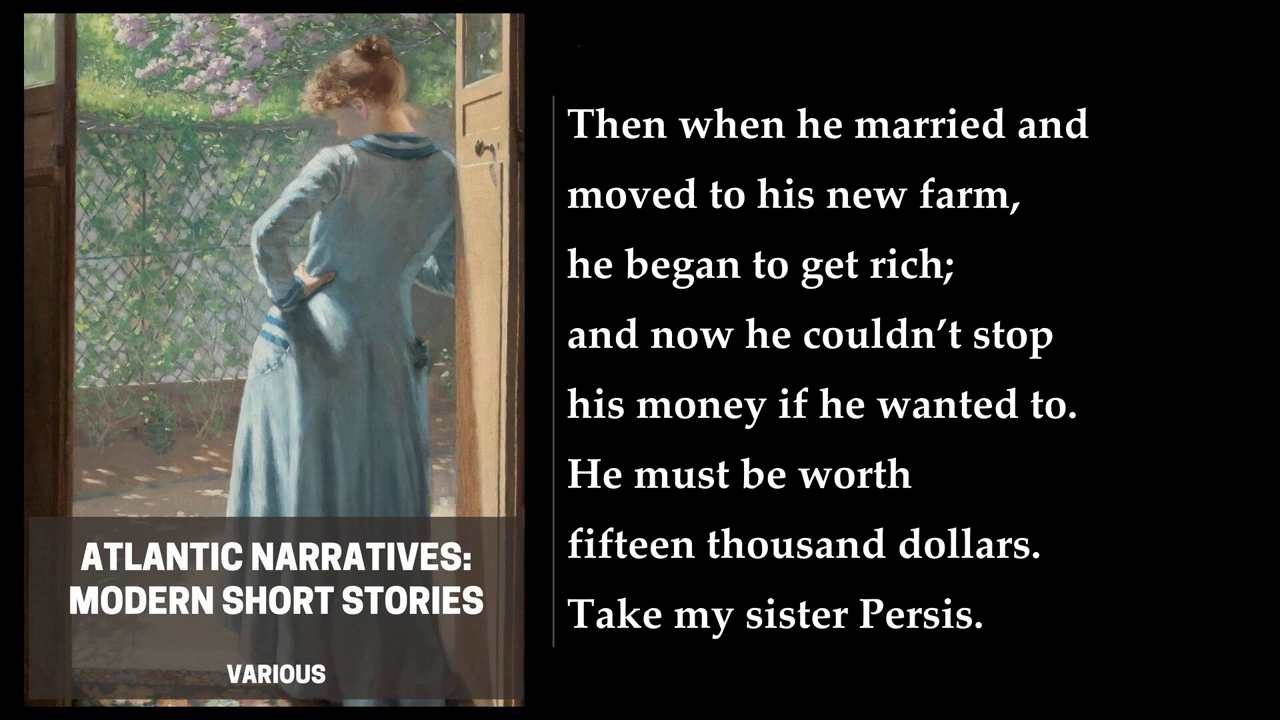 ATLANTIC NARRATIVES:
MODERN SHORT STORIES
VARIOUS
Then when he married and
moved to his new farm,
he began to get rich;
and now he couldn’t stop
his money if he wanted to.
He must be worth
fifteen thousand dollars.
Take my sister Persis.